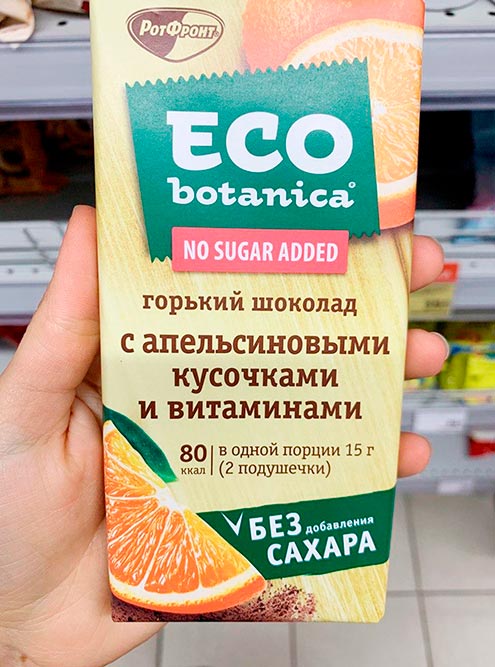 РОТФРОНТ
ECO
botanica®
NO SUGAR ADDED
горький шоколад
с апельсиновыми
кусочками
и витаминами
80 ккал
в одной порции 15 г
(2 подушечки)
БЕЗ добавления
САХАРА